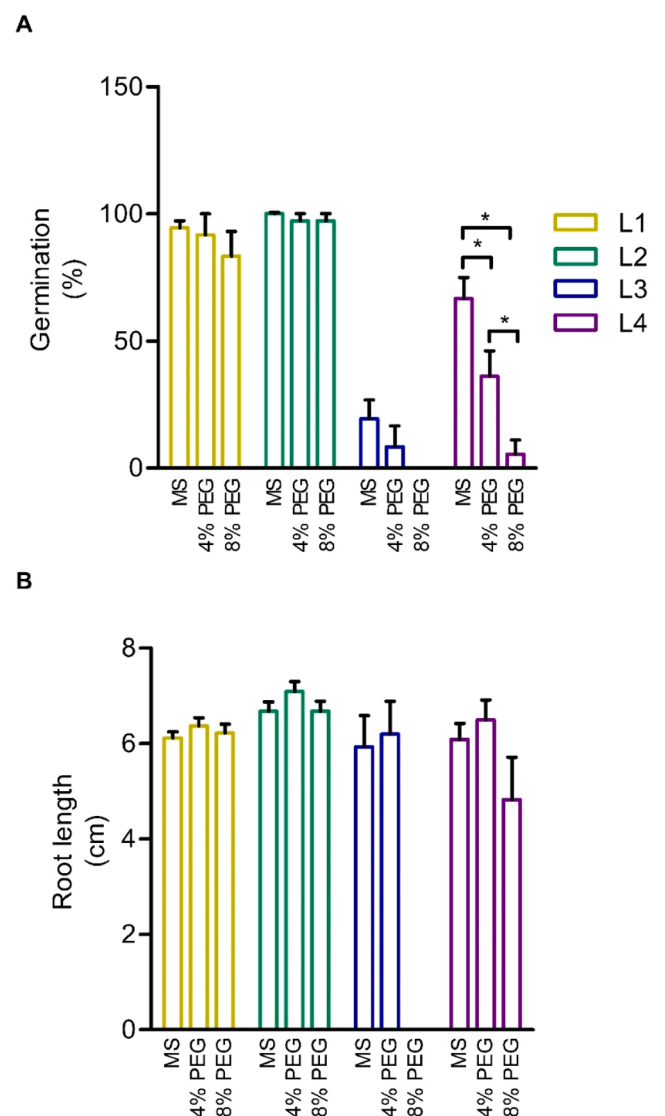 A
150
100
50
0
Germination
(%)
*
*
*
L1
L2
L3
L4
MS
4% PEG
8% PEG
MS
4% PEG
8% PEG
MS
4% PEG
8% PEG
MS
4% PEG
8% PEG
B
8
6
4
2
0
Root length
(cm)
MS
4% PEG
8% PEG
MS
4% PEG
8% PEG
MS
4% PEG
8% PEG
MS
4% PEG
8% PEG